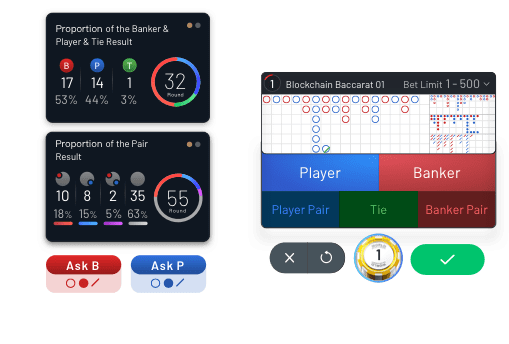 Proportion of the Banker &
Player & Tie Result
B P T
17 14 1
53% 44% 3%
32
Round
Proportion of the Pair
Result
10 8 2 35
18% 15% 5% 63%
55
Round
Ask B
Ask P
1 Blockchain Baccarat 01 Bet Limit 1-500
Player Banker
Player Pair Tie Banker Pair
1